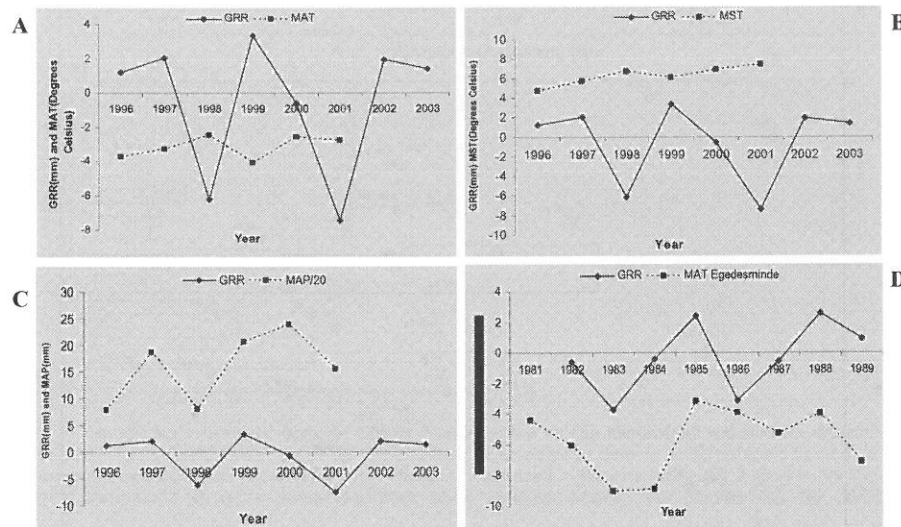 A
GRR MAT
GRR(mm) and MAT(Degrees Celsius)
4
2
0
-2
-4
-6
-8
1996 1997 1998 1999 2000 2001 2002 2003
Year
B
GRR MST
GRR(mm) MST(Degrees Celsius)
10
8
6
4
2
0
-2
-4
-6
-8
-10
1996 1997 1998 1999 2000 2001 2002 2003
Year
C
GRR MAP/20
GRR(mm) and MAP(mm)
30
25
20
15
10
5
0
-5
-10
1996 1997 1998 1999 2000 2001 2002 2003
Year
D
GRR MAT Egedesminde
4
2
0
-2
-4
-6
-8
-10
1981 1982 1983 1984 1985 1986 1987 1988 1989
Year